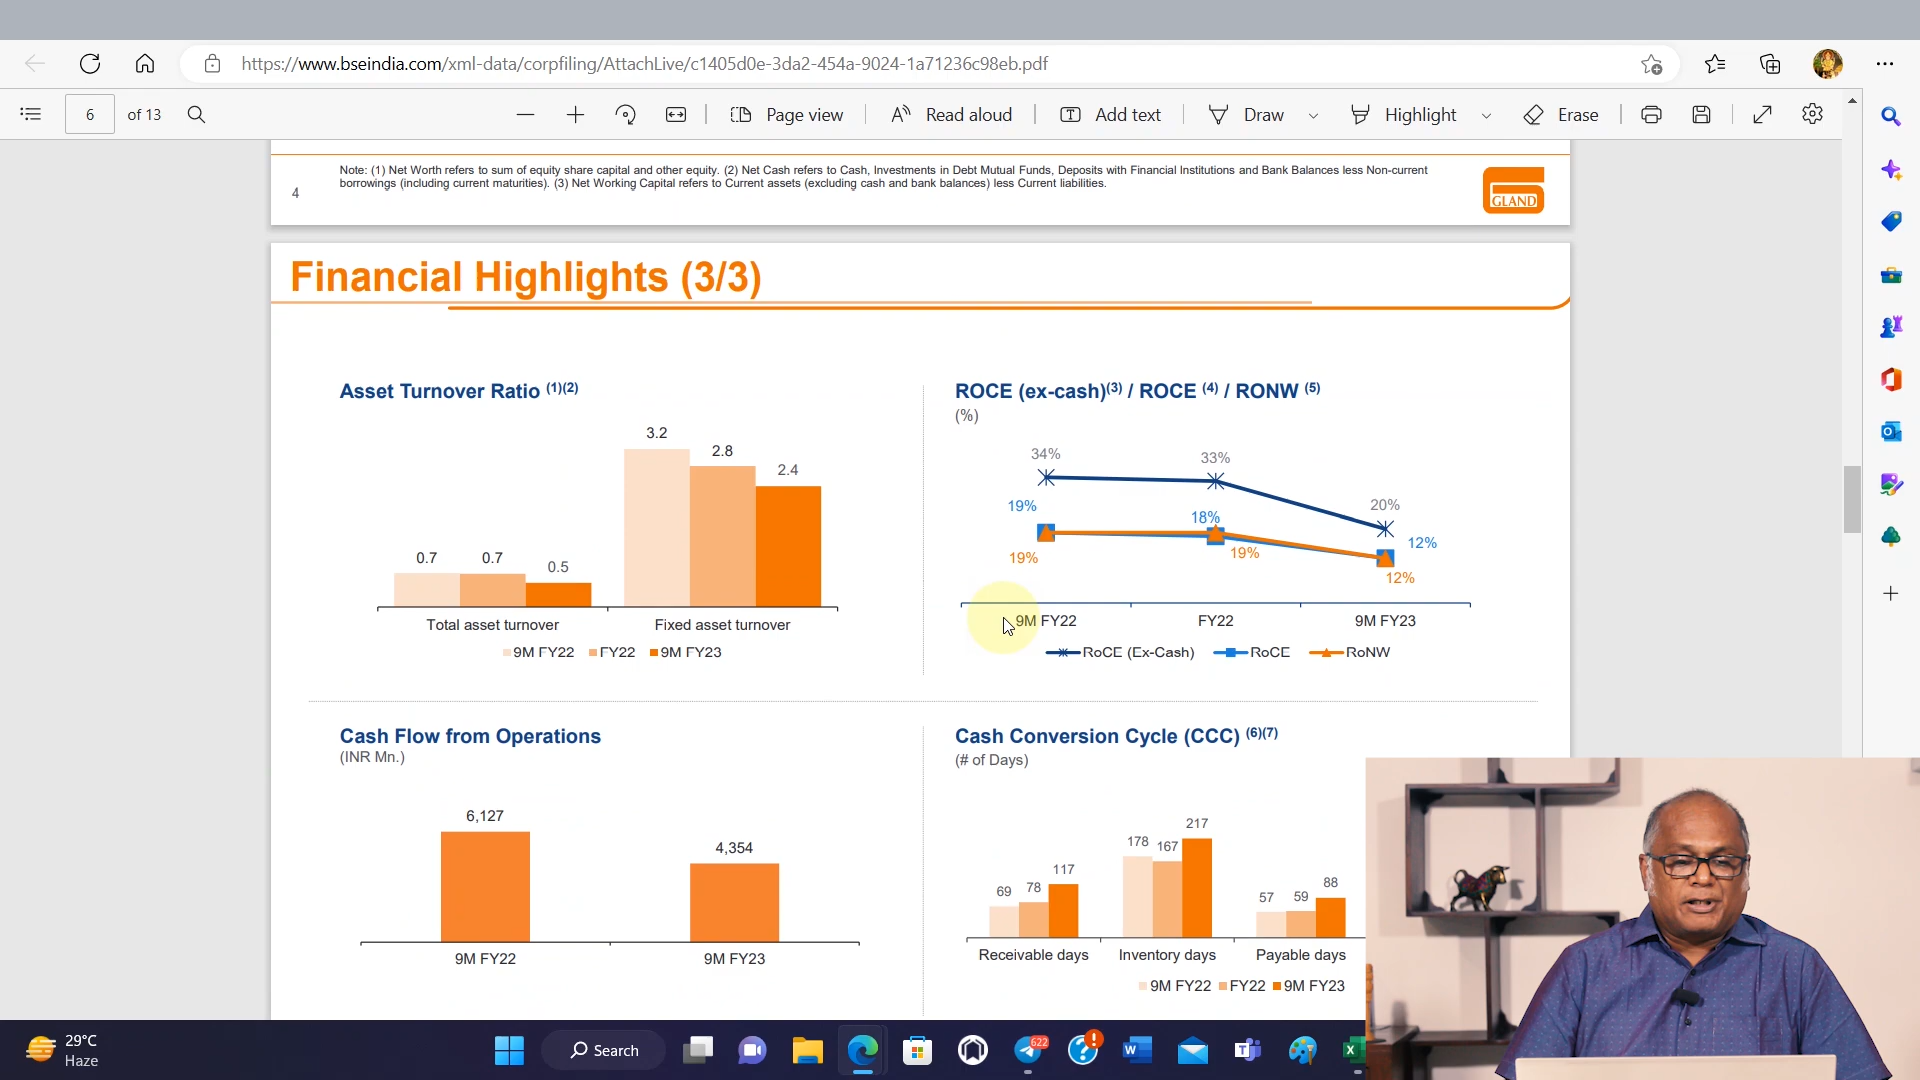 https://www.bseindia.com/xml-data/corpfiling/AttachLive/c1405d0e-3da2-454a-9024-1a71236c98eb.pdf
6 of 13
Page view
Read aloud
Add text
Draw
Highlight
Erase
Note: (1) Net Worth refers to sum of equity share capital and other equity. (2) Net Cash refers to Cash, Investments in Debt Mutual Funds, Deposits with Financial Institutions and Bank Balances less Non-current
borrowings (including current maturities). (3) Net Working Capital refers to Current assets (excluding cash and bank balances) less Current liabilities.
4
GLAND
Financial Highlights (3/3)
Asset Turnover Ratio (1)(2)
3.2
2.8
2.4
0.7
0.7
0.5
Total asset turnover
Fixed asset turnover
9M FY22 FY22 9M FY23
ROCE (ex-cash)(3) / ROCE (4) / RONW (5)
(%)
34%
33%
20%
19%
18%
12%
19%
19%
12%
9M FY22
FY22
9M FY23
RoCE (Ex-Cash) RoCE RoNW
Cash Flow from Operations
(INR Mn.)
6,127
4,354
9M FY22
9M FY23
Cash Conversion Cycle (CCC) (6)(7)
(# of Days)
69
78
117
178
167
217
57
59
88
Receivable days
Inventory days
Payable days
9M FY22 FY22 9M FY23
29°C
Haze
Search
622